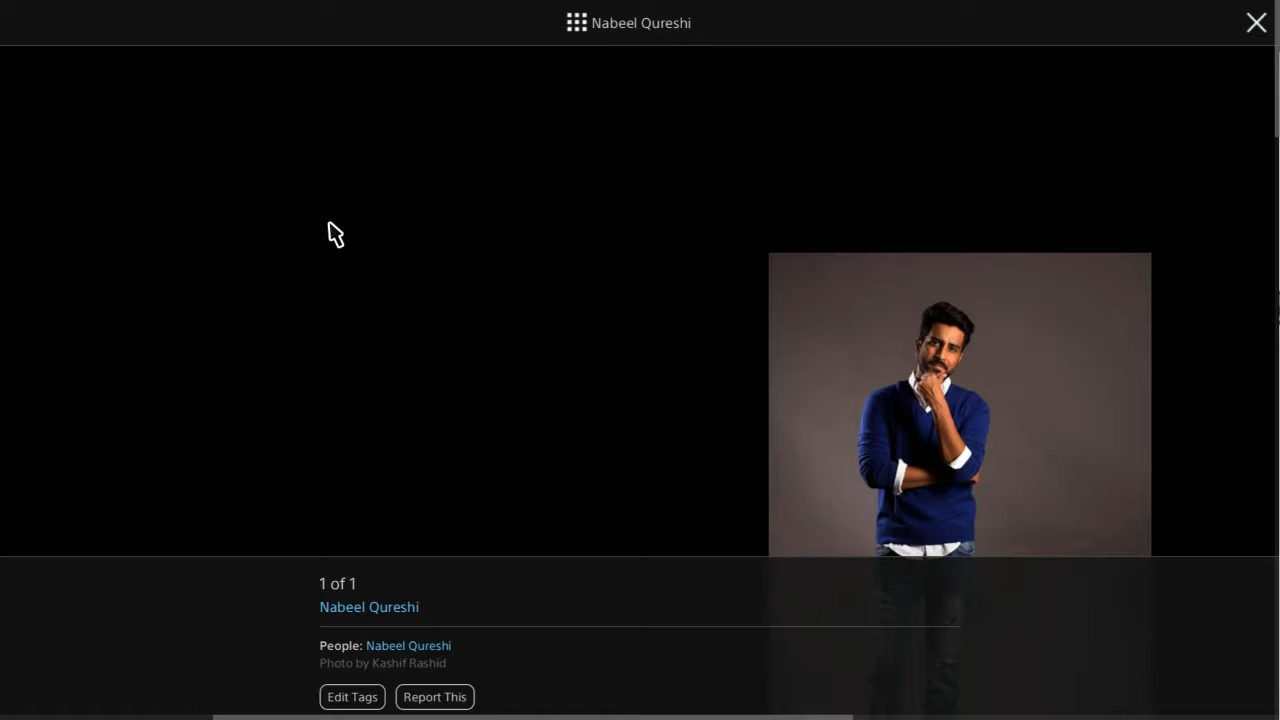 Nabeel Qureshi
1 of 1
Nabeel Qureshi
People: Nabeel Qureshi
Photo by Kashif Rashid
Edit Tags
Report This